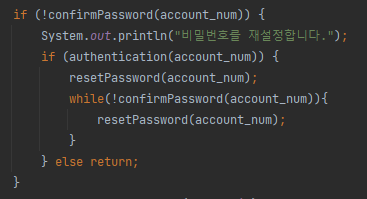 if (!confirmPassword(account_num)) {
System.out.println("비밀번호를 재설정합니다.");
if (authentication(account_num)) {
resetPassword(account_num);
while(!confirmPassword(account_num)){
resetPassword(account_num);
}
} else return;
}